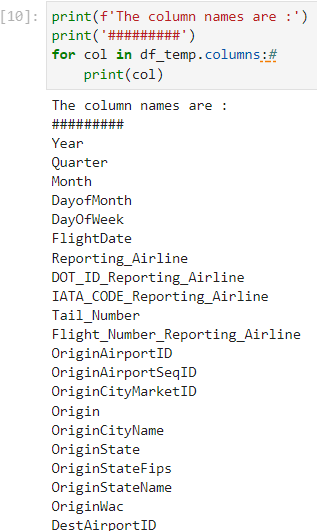 [10]: print(f'The column names are :')
print('#########')
for col in df_temp.columns:#
    print(col)
The column names are :
#########
Year
Quarter
Month
DayofMonth
DayOfWeek
FlightDate
Reporting_Airline
DOT_ID_Reporting_Airline
IATA_CODE_Reporting_Airline
Tail_Number
Flight_Number_Reporting_Airline
OriginAirportID
OriginAirportSeqID
OriginCityMarketID
Origin
OriginCityName
OriginState
OriginStateFips
OriginStateName
OriginWac
DestAirportID